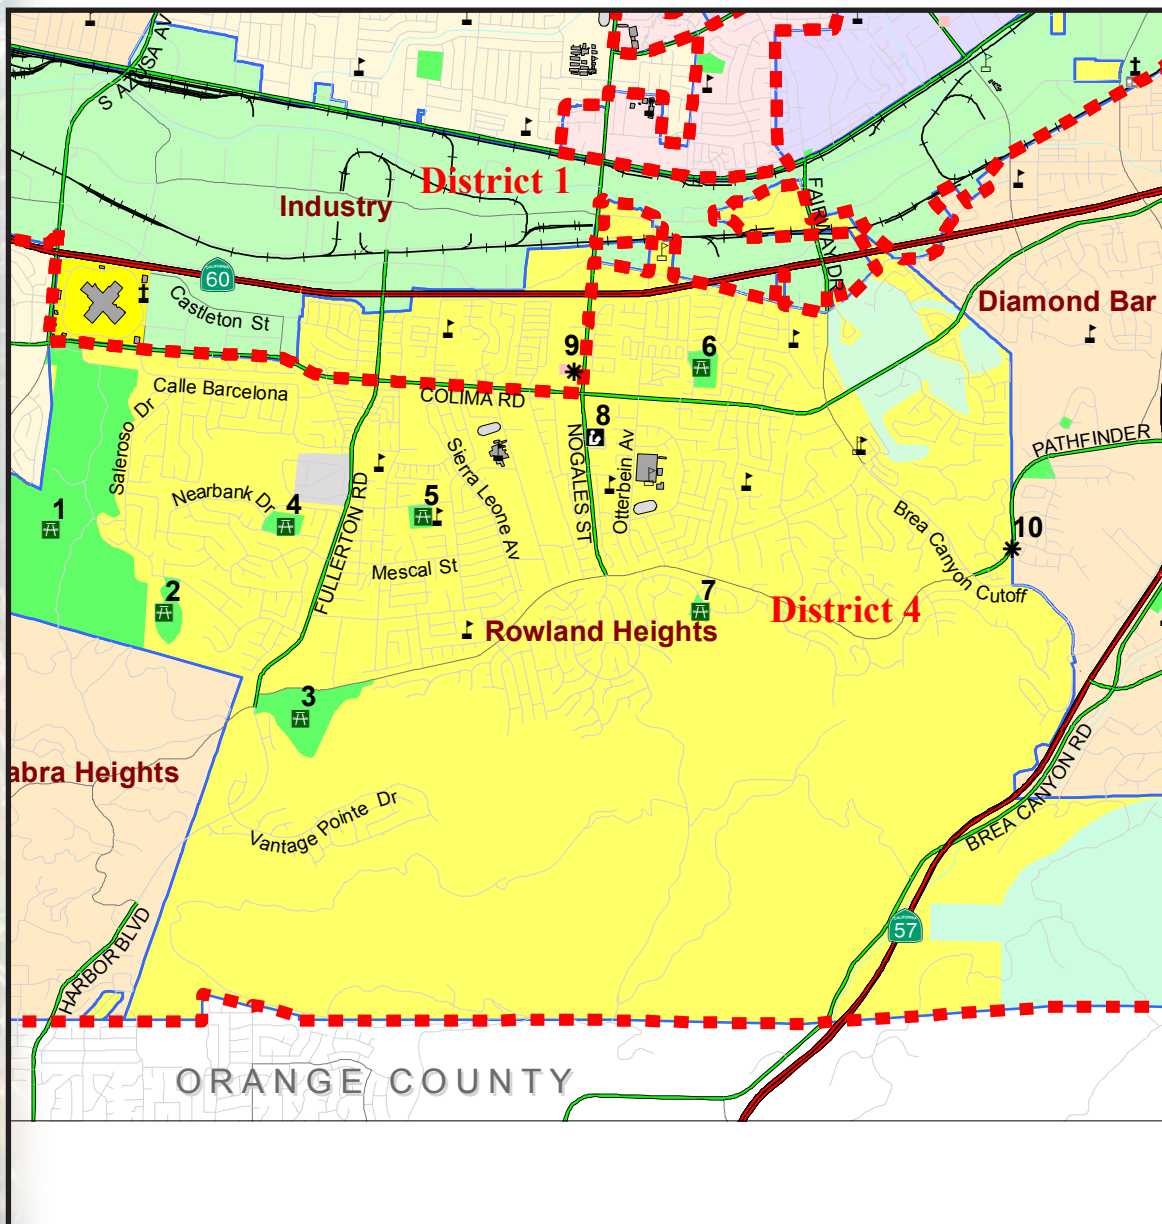 S AZUSA AV
District 1
Industry
FAIRWAY DR
CALIFORNIA
60
Castleton St
Diamond Bar
9
6
Calle Barcelona
COLIMA RD
Saleroso Dr
8
NOGALES ST
Otterbein Av
Sierra Leone Av
PATHFINDER
1
Nearbank Dr
4
5
FULLERTON RD
Brea Canyon Cutoff
10
Mescal St
2
7
District 4
Rowland Heights
3
abra Heights
Vantage Pointe Dr
BREA CANYON RD
CALIFORNIA
57
HARBOR BLVD
ORANGE COUNTY